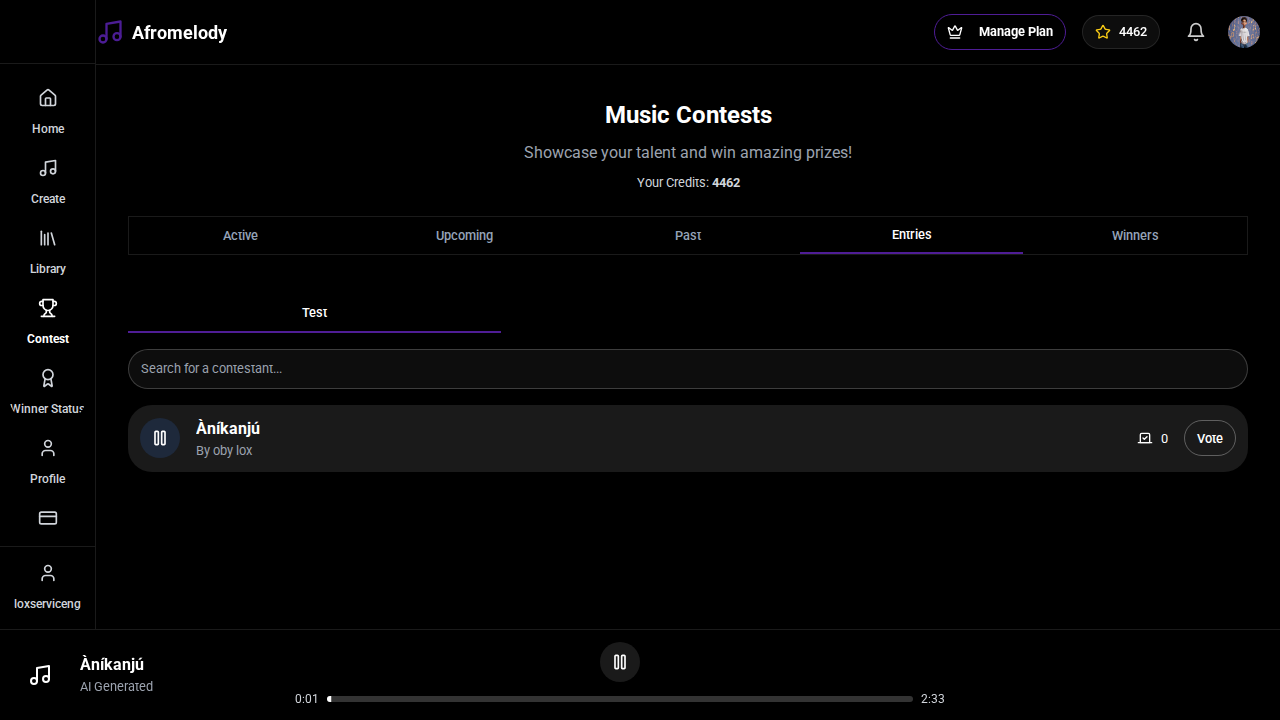 Afromelody
Manage Plan
4462
Home
Create
Library
Contest
Winner Status
Profile
loxserviceng
Music Contests
Showcase your talent and win amazing prizes!
Your Credits: 4462
Active
Upcoming
Past
Entries
Winners
Test
Search for a contestant...
Àníkanjú
By oby lox
0
Vote
Àníkanjú
AI Generated
0:01
2:33